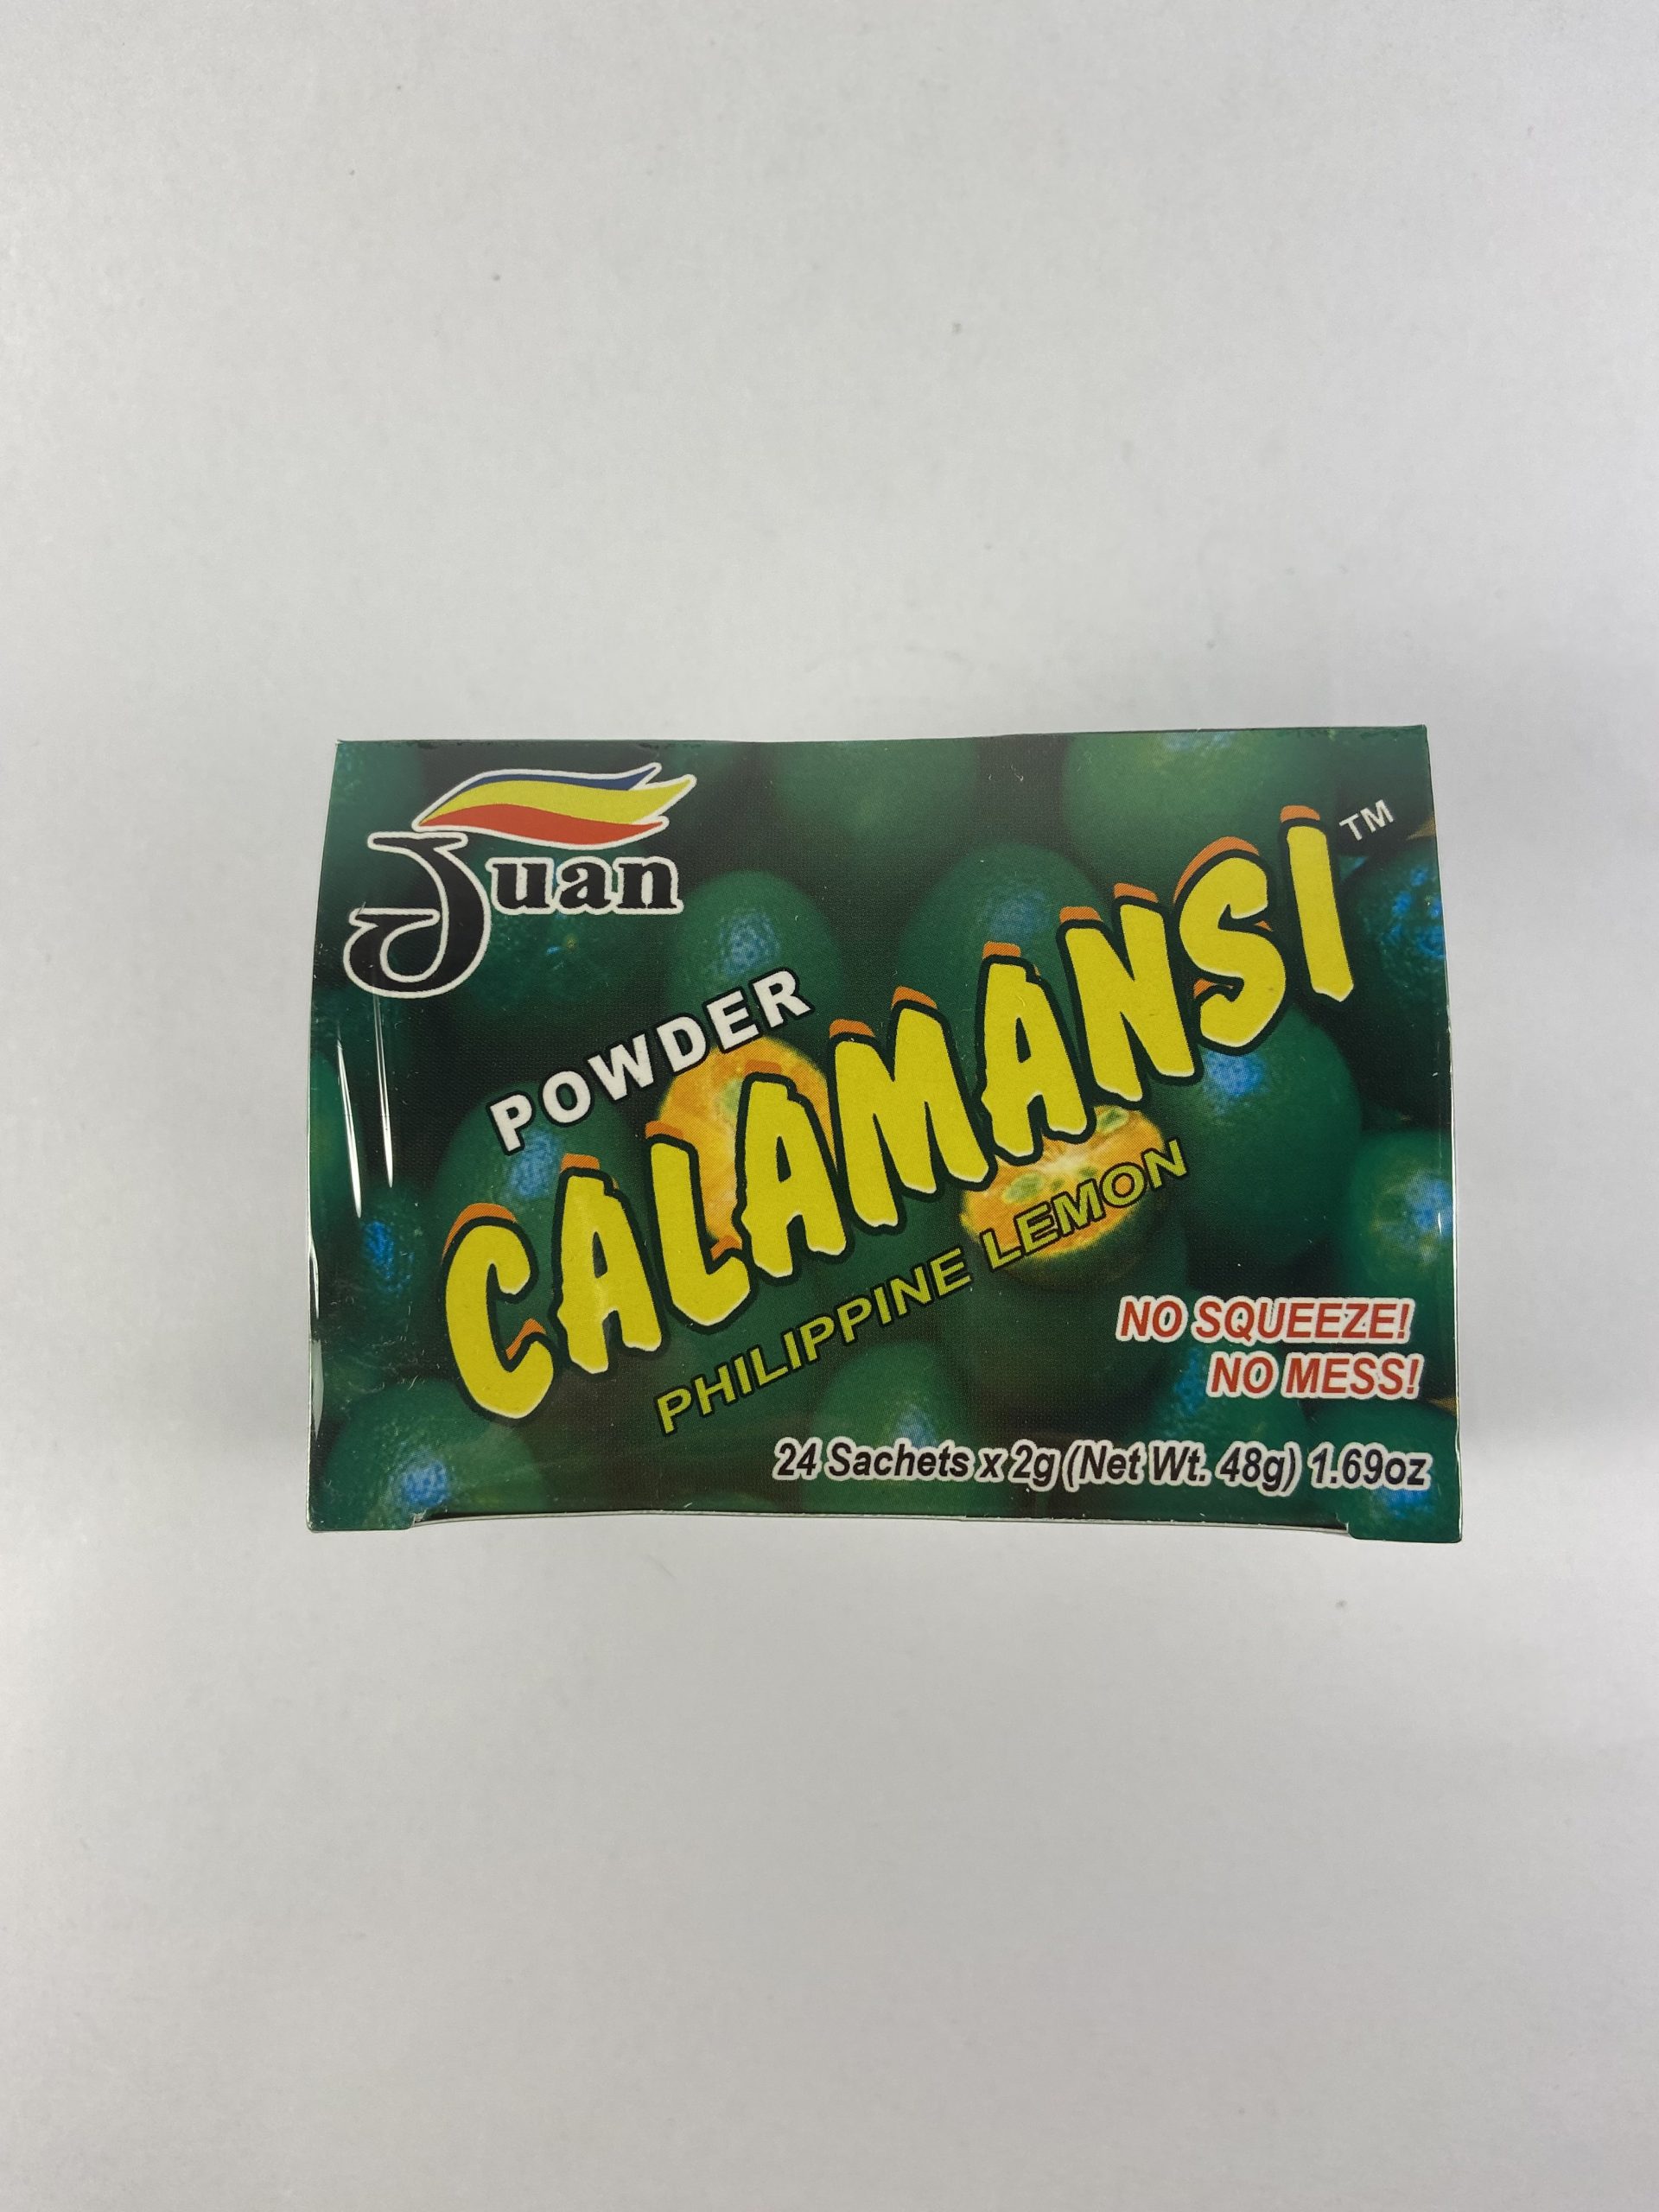 Juan
POWDER
CALAMANSI™
PHILIPPINE LEMON
NO SQUEEZE!
NO MESS!
24 Sachets x 2g (Net Wt. 48g) 1.69oz